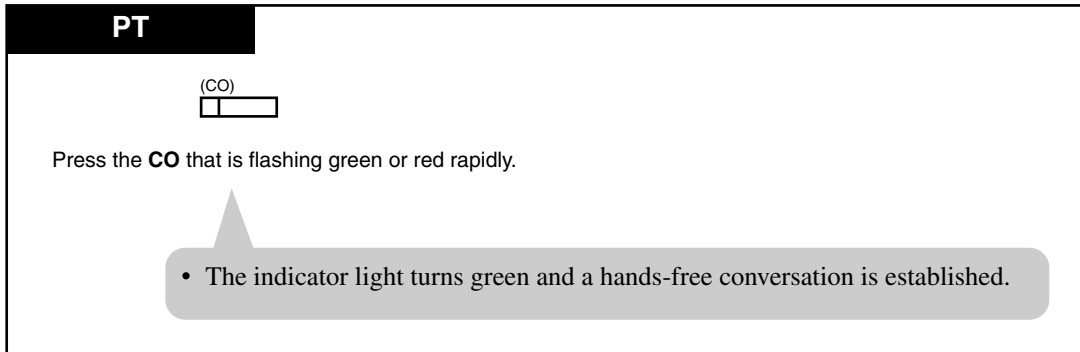 PT
(CO)
Press the CO that is flashing green or red rapidly.
• The indicator light turns green and a hands-free conversation is established.